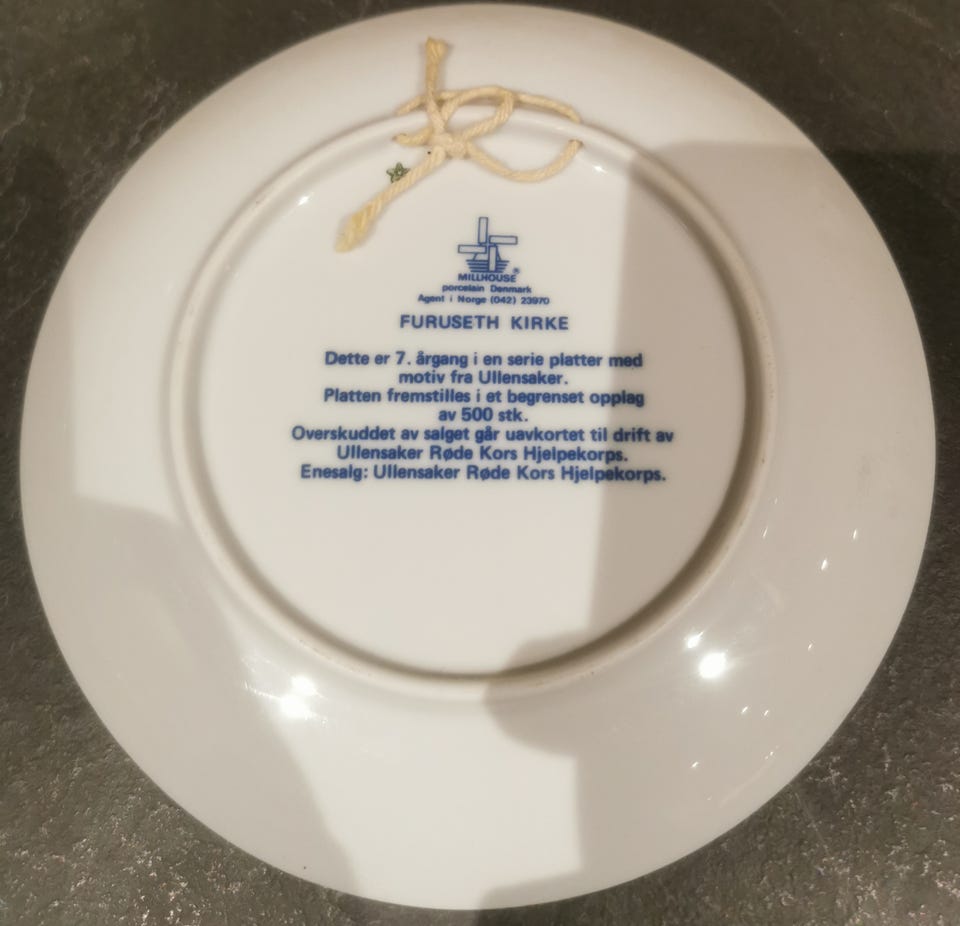 MILLHOUSE®
porcelain Denmark
Agent i Norge (042) 23970
FURUSETH KIRKE
Dette er 7. årgang i en serie platter med
motiv fra Ullensaker.
Platten fremstilles i et begrenset opplag
av 500 stk.
Overskuddet av salget går uavkortet til drift av
Ullensaker Røde Kors Hjelpekorps.
Enesalg: Ullensaker Røde Kors Hjelpekorps.